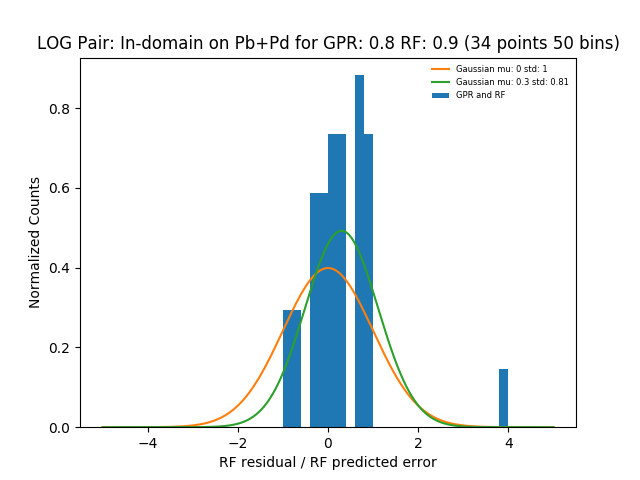 LOG Pair: In-domain on Pb+Pd for GPR: 0.8 RF: 0.9 (34 points 50 bins)
Gaussian mu: 0 std: 1
Gaussian mu: 0.3 std: 0.81
GPR and RF
Normalized Counts
0.8
0.6
0.4
0.2
0.0
−4 −2 0 2 4
RF residual / RF predicted error